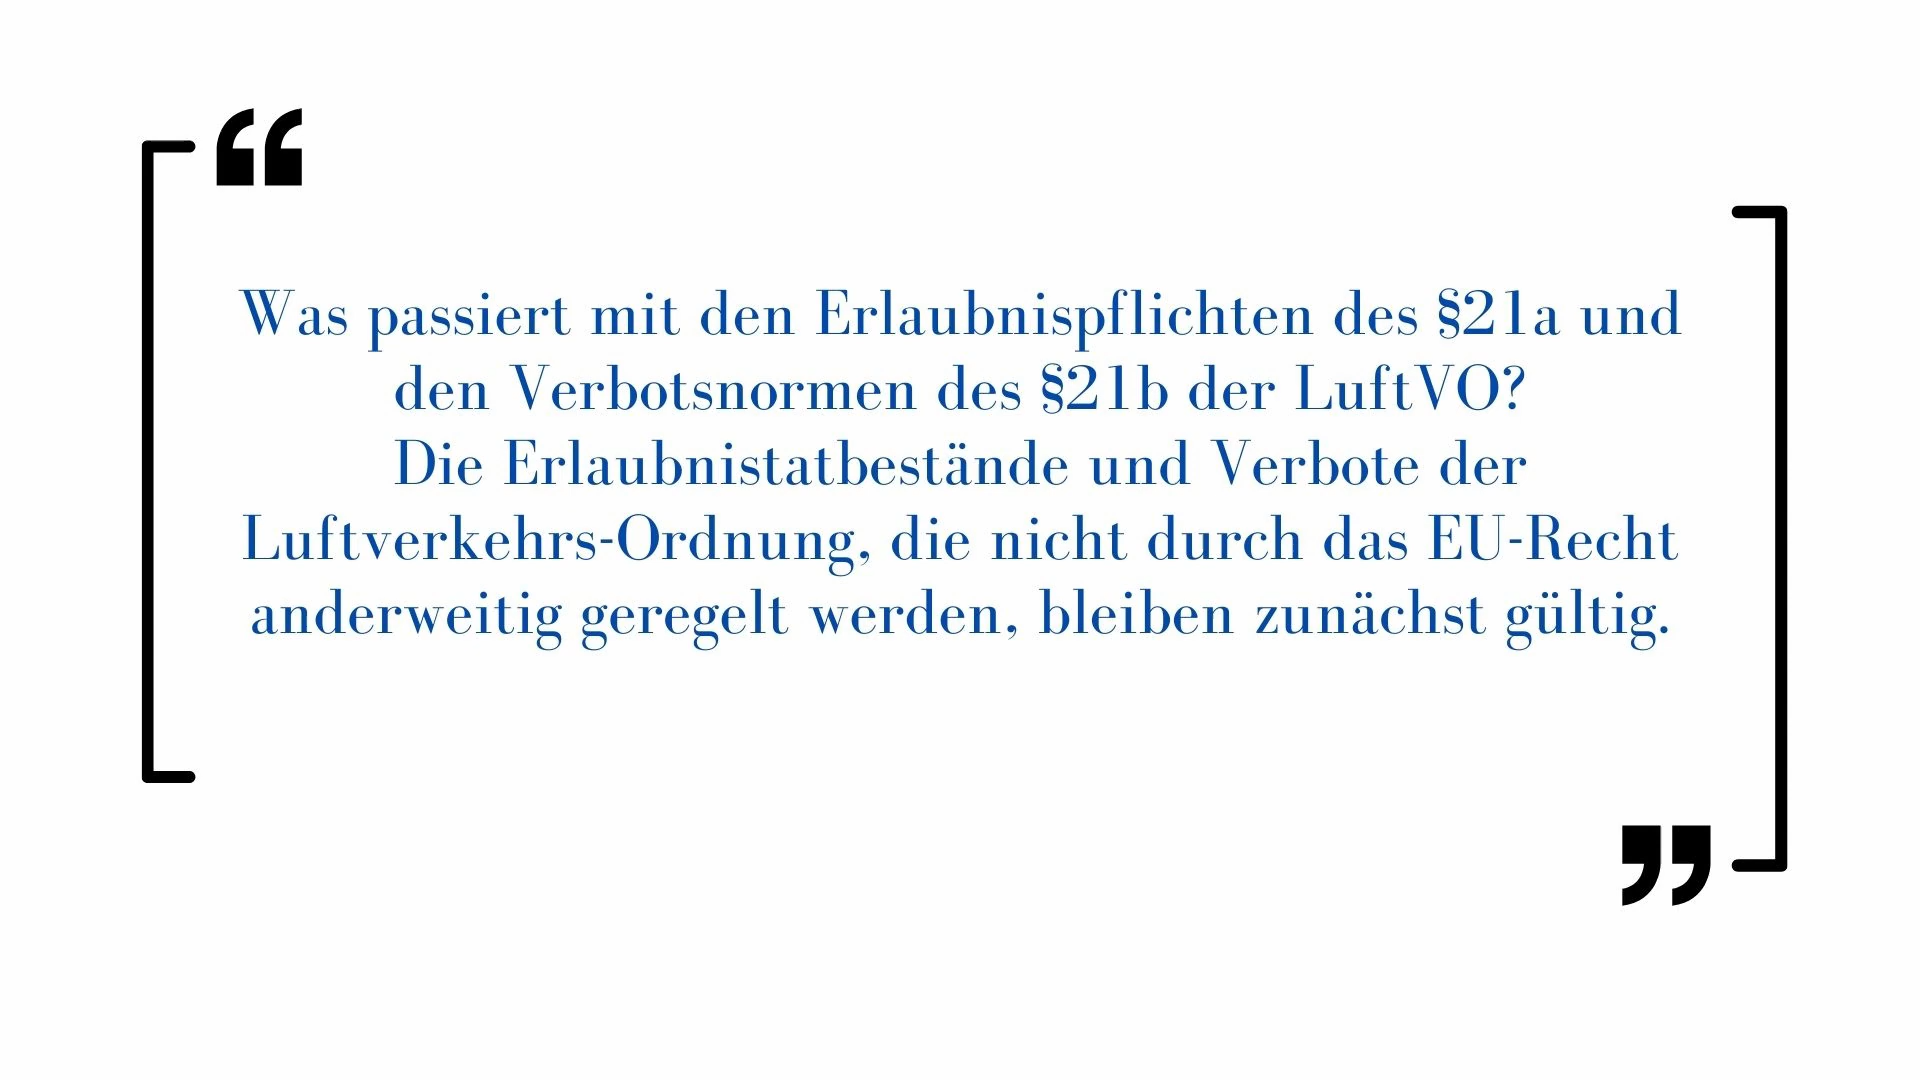 “
Was passiert mit den Erlaubnispflichten des §21a und
den Verbotsnormen des §21b der LuftVO?
Die Erlaubnistatbestände und Verbote der
Luftverkehrs-Ordnung, die nicht durch das EU-Recht
anderweitig geregelt werden, bleiben zunächst gültig.
”